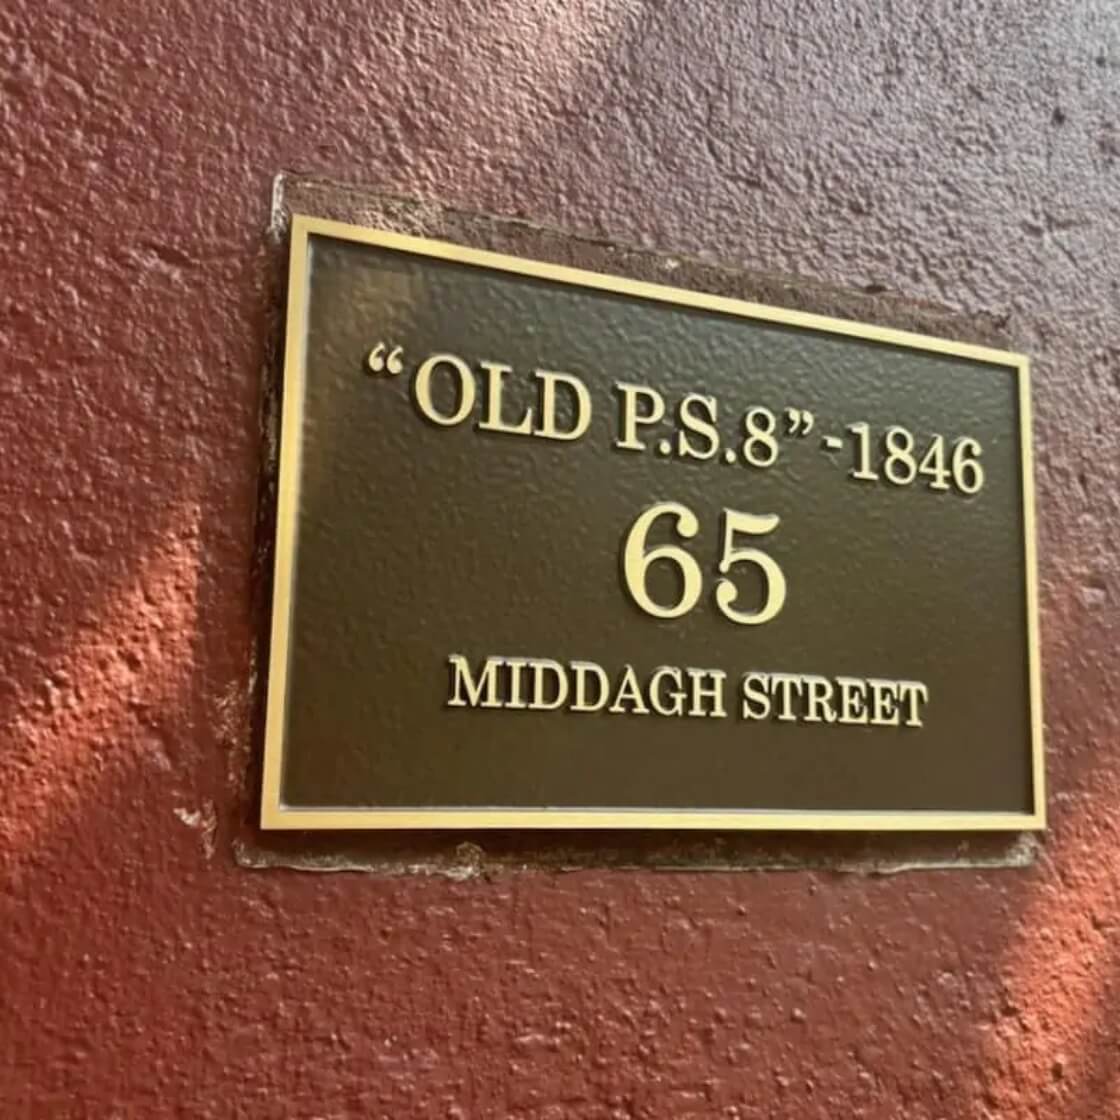 “OLD P.S.8”-1846
65
MIDDAGH STREET